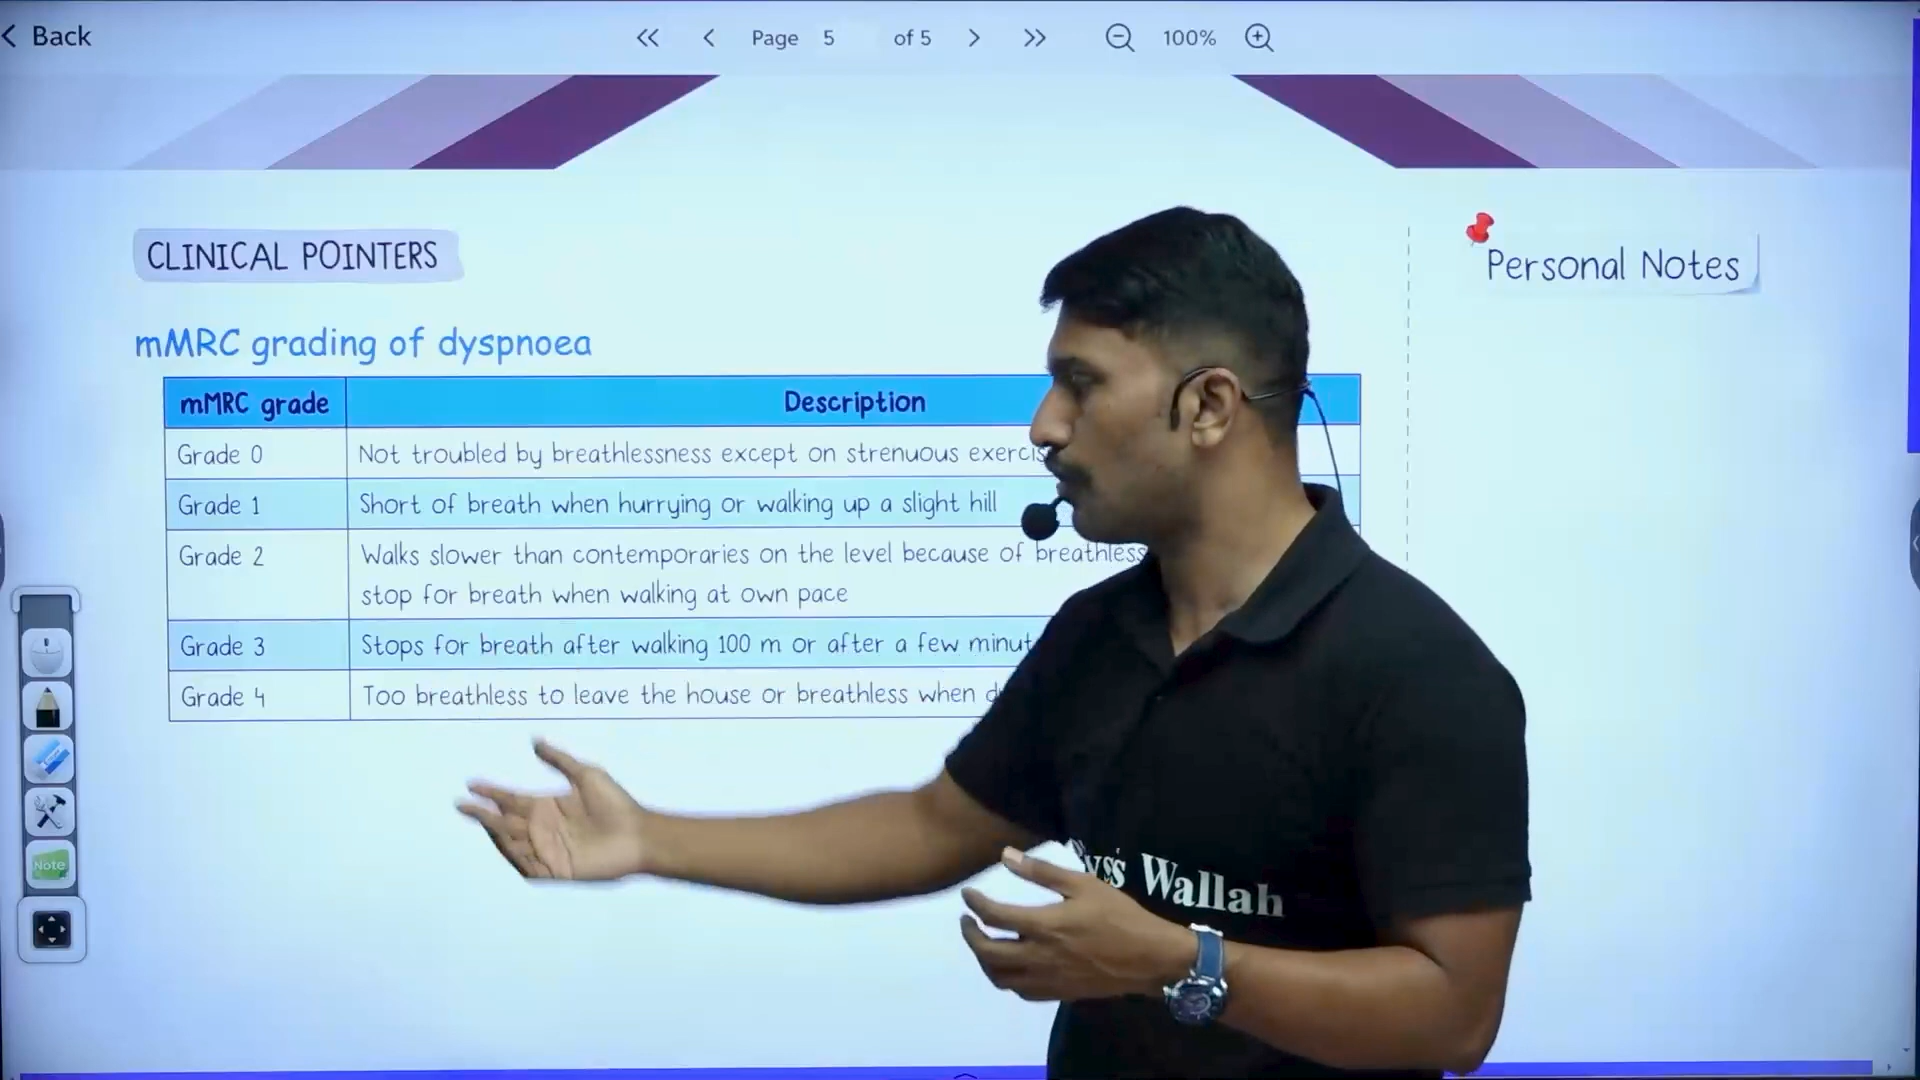 Back
Page 5 of 5
100%
CLINICAL POINTERS
Personal Notes
mMRC grading of dyspnoea
mMRC grade Description
Grade 0 Not troubled by breathlessness except on strenuous
Grade 1 Short of breath when hurrying or walking up a slight hill
Grade 2 Walks slower than contemporaries on the level because of
stop for breath when walking at own pace
Grade 3 Stops for breath after walking 100 m or after a few
Grade 4 Too breathless to leave the house or breathless when
Note
Wallah